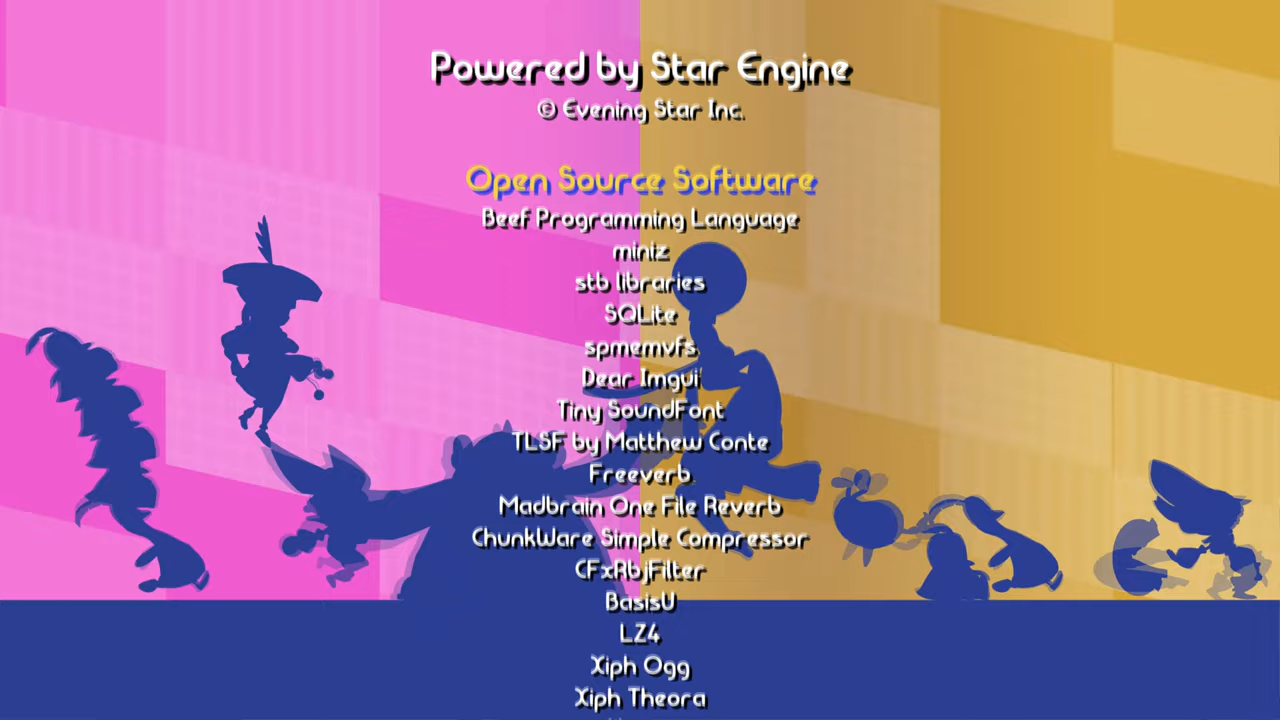 Powered by Star Engine
© Evening Star Inc.
Open Source Software
Beef Programming Language
miniz
stb libraries
SQLite
spmemvfs
Dear Imgui
Tiny SoundFont
TLSF by Matthew Conte
Freeverb
Madbrain One File Reverb
ChunkWare Simple Compressor
CFxRbjFilter
BasisU
LZ4
Xiph Ogg
Xiph Theora